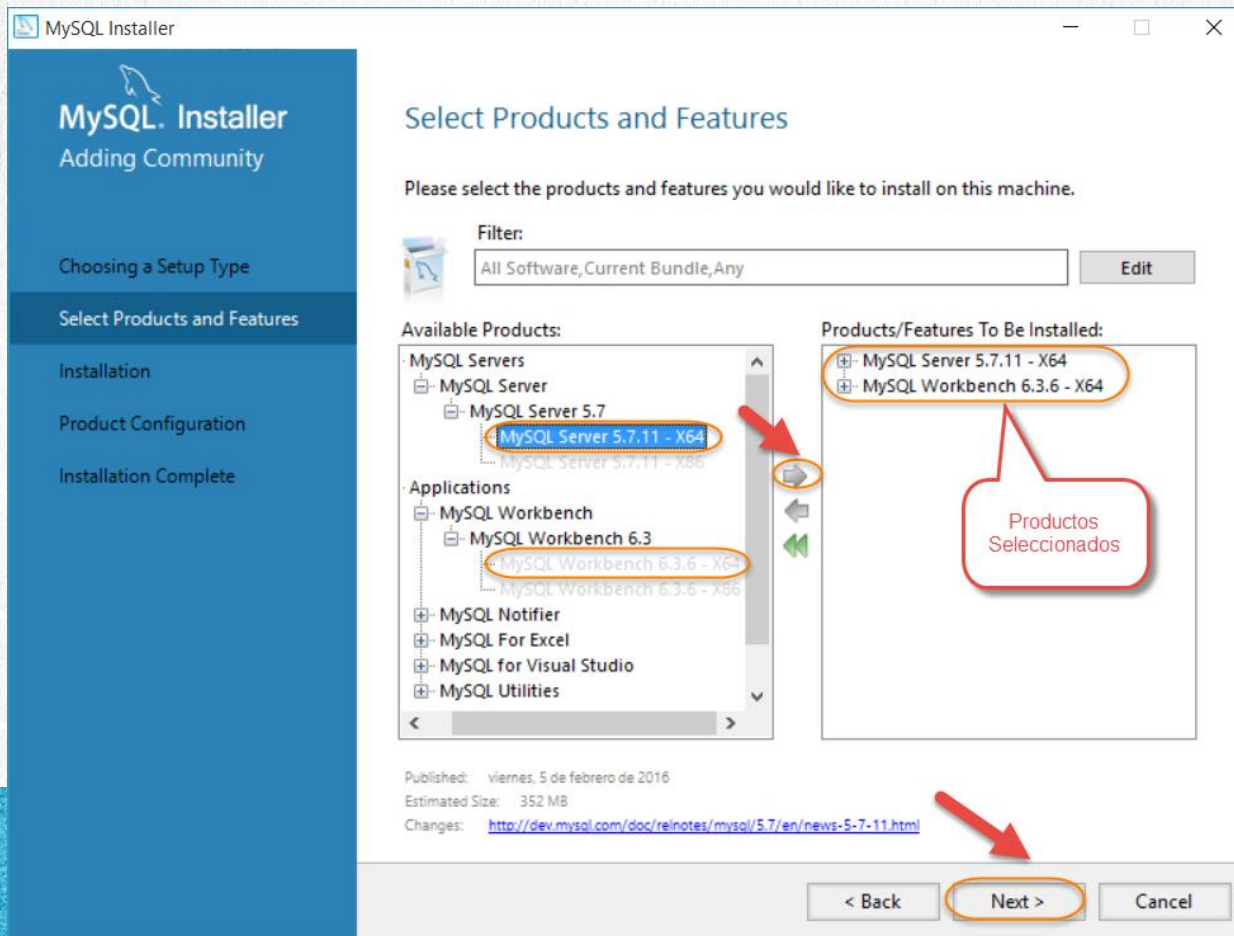 MySQL Installer
MySQL. Installer
Adding Community
Choosing a Setup Type
Select Products and Features
Installation
Product Configuration
Installation Complete
Select Products and Features
Please select the products and features you would like to install on this machine.
Filter:
All Software,Current Bundle,Any
Edit
Available Products:
MySQL Servers
MySQL Server
MySQL Server 5.7
MySQL Server 5.7.11 - X64
MySQL Server 5.7.11 - X86
Applications
MySQL Workbench
MySQL Workbench 6.3
MySQL Workbench 6.3.6 - X64
MySQL Workbench 6.3.6 - X86
MySQL Notifier
MySQL For Excel
MySQL for Visual Studio
MySQL Utilities
Products/Features To Be Installed:
MySQL Server 5.7.11 - X64
MySQL Workbench 6.3.6 - X64
Productos
Seleccionados
Published: viernes, 5 de febrero de 2016
Estimated Size: 352 MB
Changes: http://dev.mysql.com/doc/relnotes/mysql/5.7/en/news-5-7-11.html
< Back
Next >
Cancel